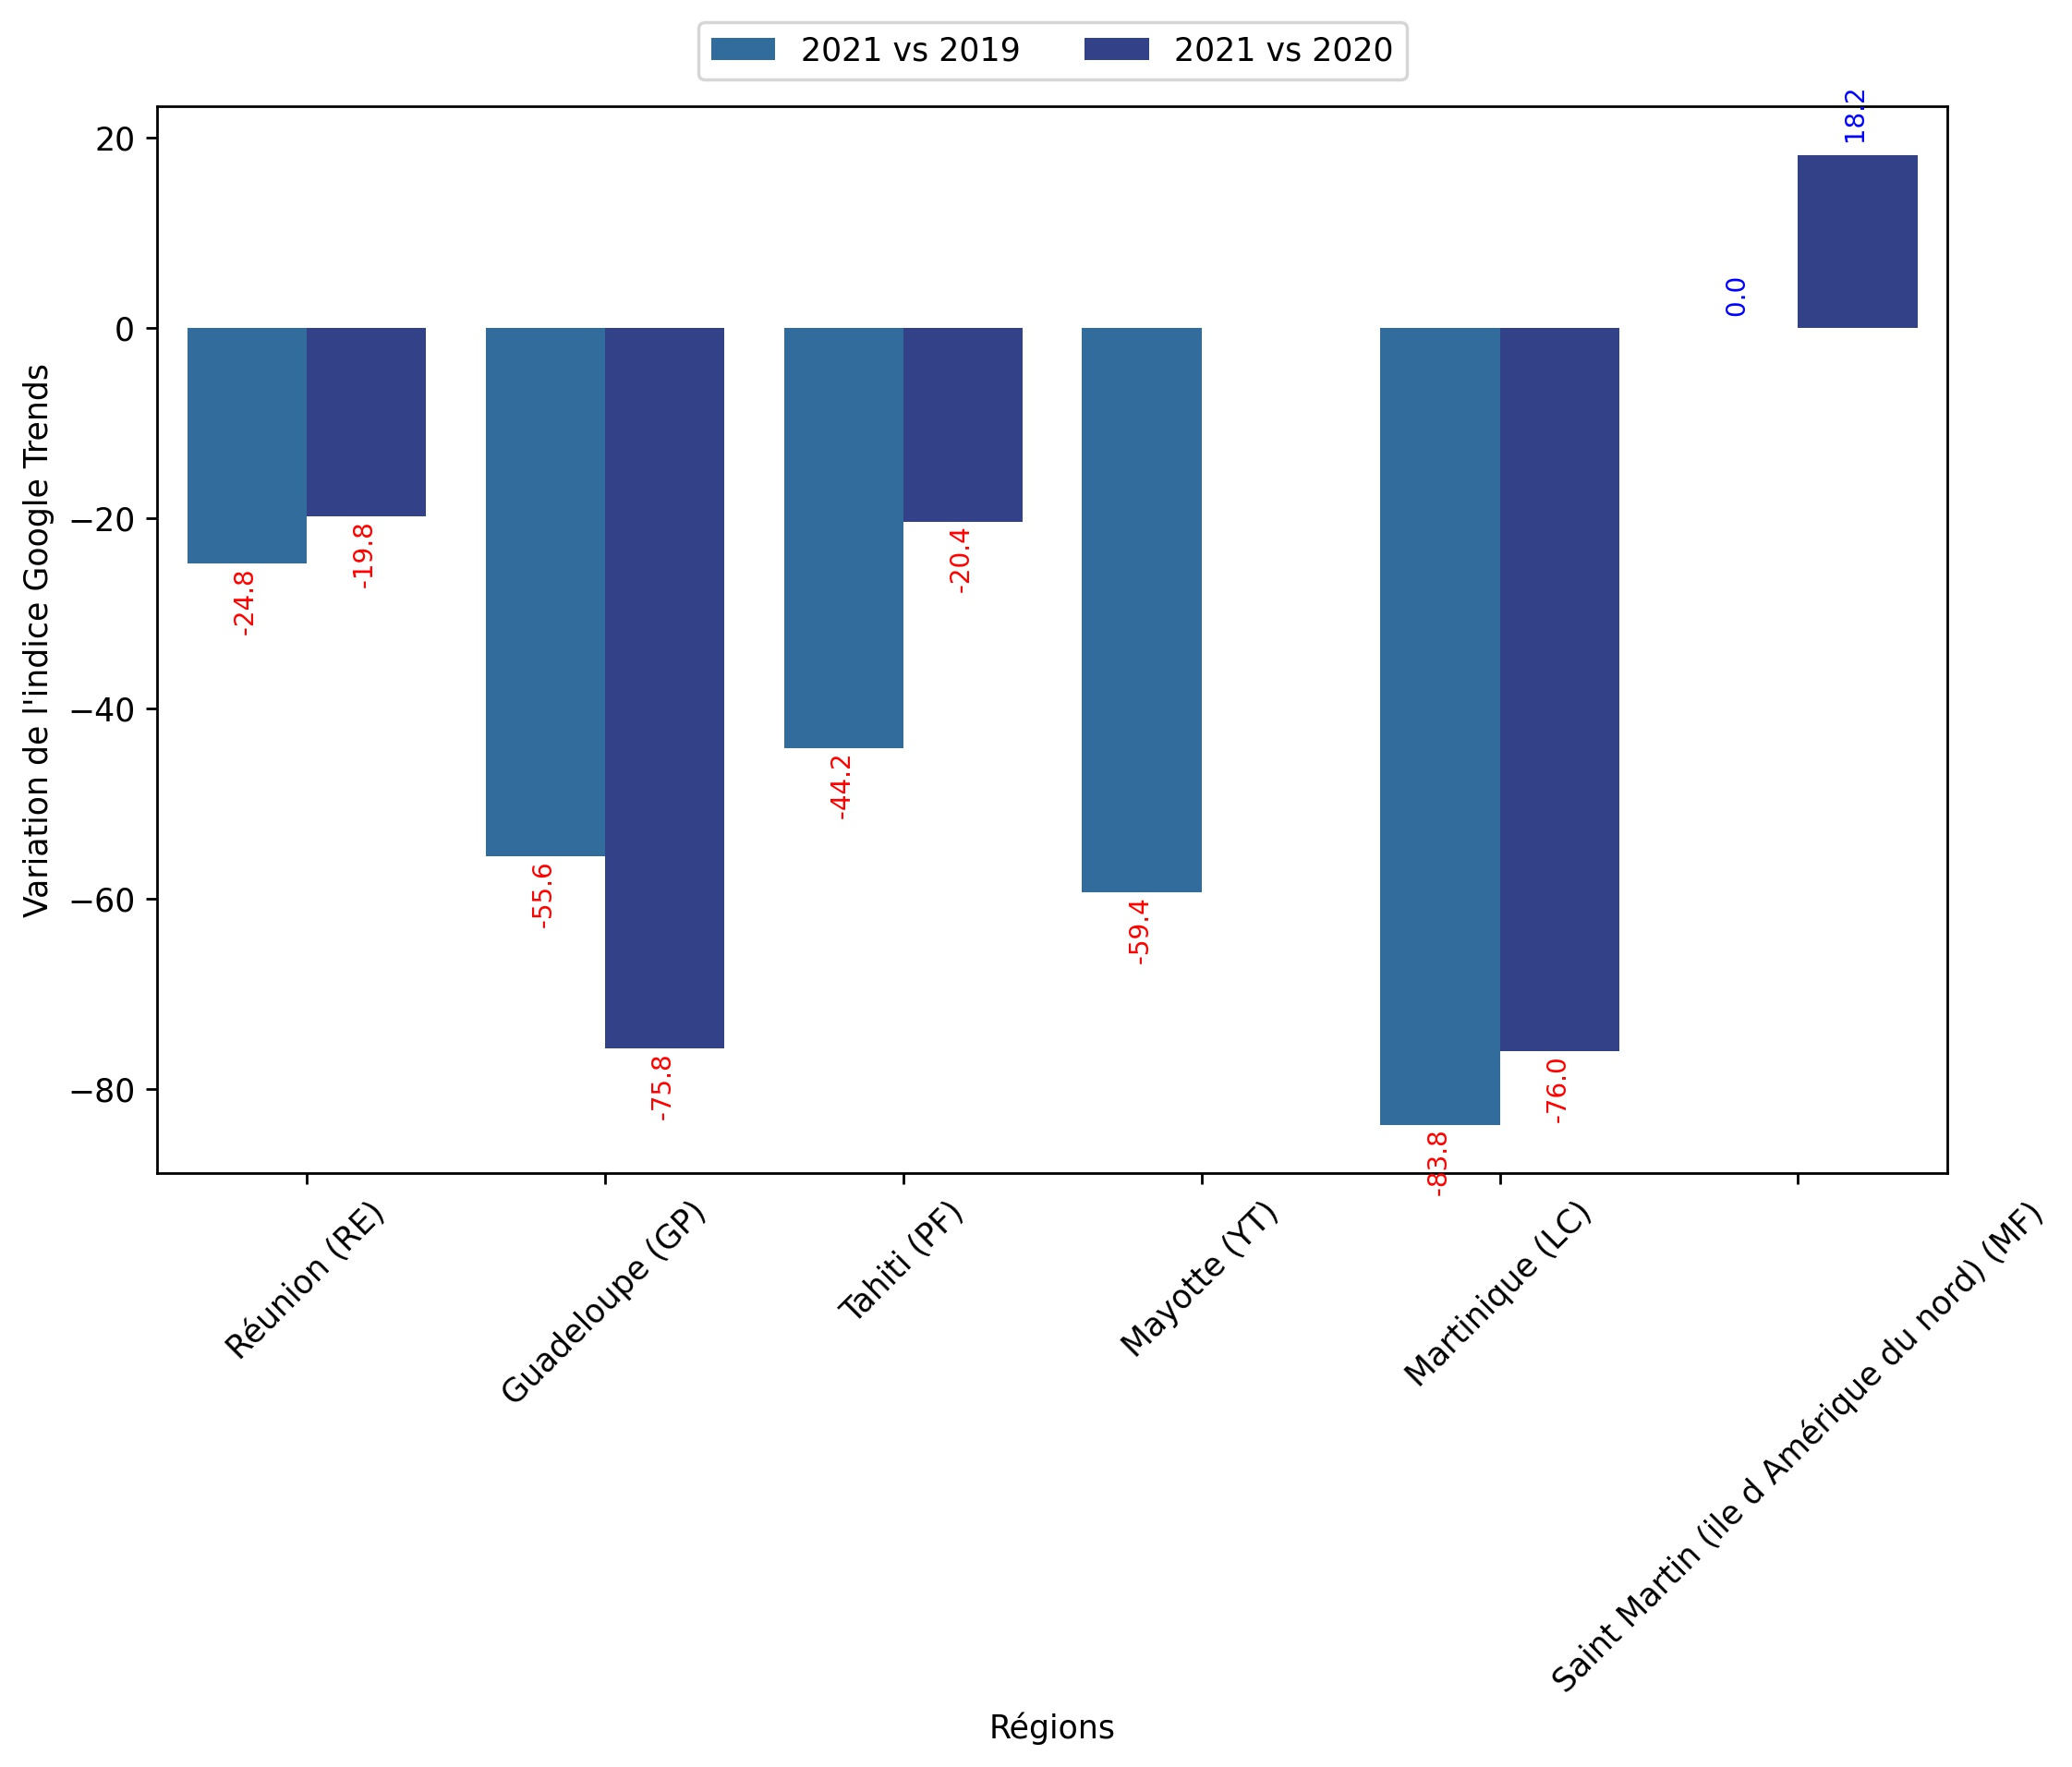 2021 vs 2019
2021 vs 2020
Variation de l'indice Google Trends
20
0
−20
−40
−60
−80
-24.8
-19.8
-55.6
-75.8
-44.2
-20.4
-59.4
-83.8
-76.0
0.0
18.2
Réunion (RE)
Guadeloupe (GP)
Tahiti (PF)
Mayotte (YT)
Martinique (LC)
Saint Martin (ile d Amérique du nord) (MF)
Régions